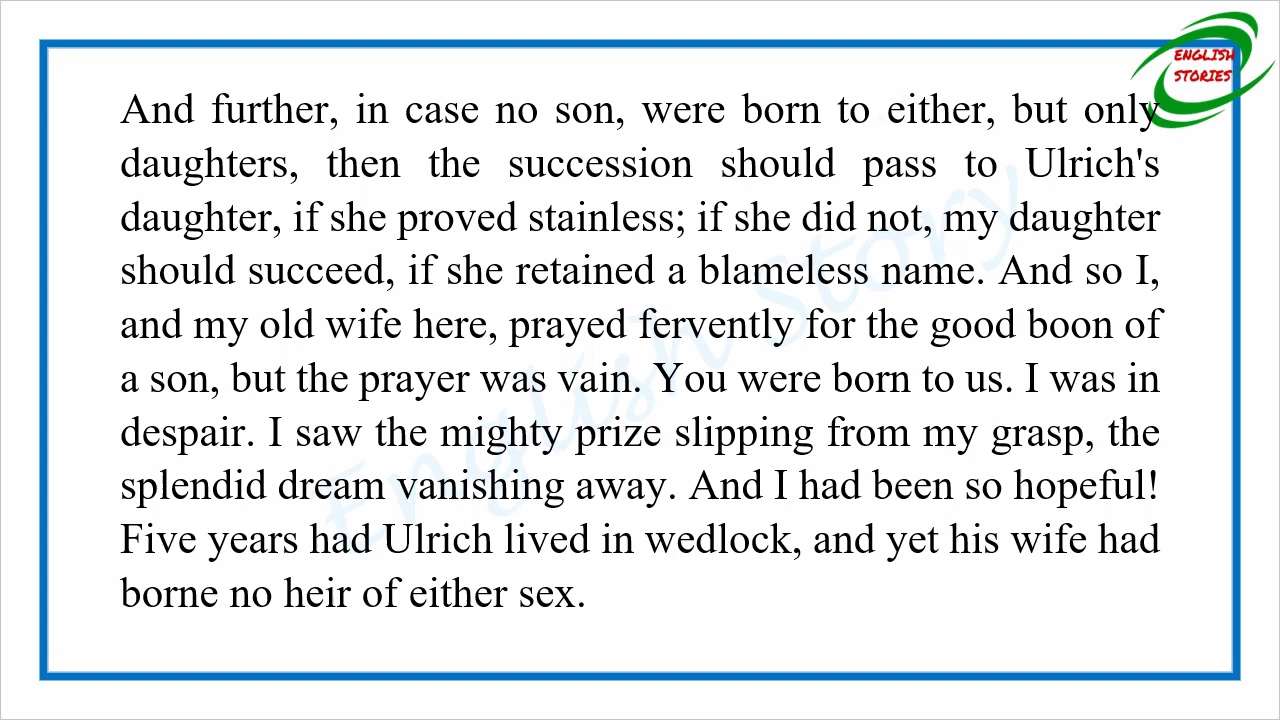 ENGLISH
STORIES
And further, in case no son, were born to either, but only
daughters, then the succession should pass to Ulrich's
daughter, if she proved stainless; if she did not, my daughter
should succeed, if she retained a blameless name. And so I,
and my old wife here, prayed fervently for the good boon of
a son, but the prayer was vain. You were born to us. I was in
despair. I saw the mighty prize slipping from my grasp, the
splendid dream vanishing away. And I had been so hopeful!
Five years had Ulrich lived in wedlock, and yet his wife had
borne no heir of either sex.
English Story